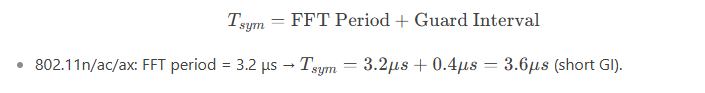 T_sym = FFT Period + Guard Interval
• 802.11n/ac/ax: FFT period = 3.2 µs → T_sym = 3.2µs + 0.4µs = 3.6µs (short GI).